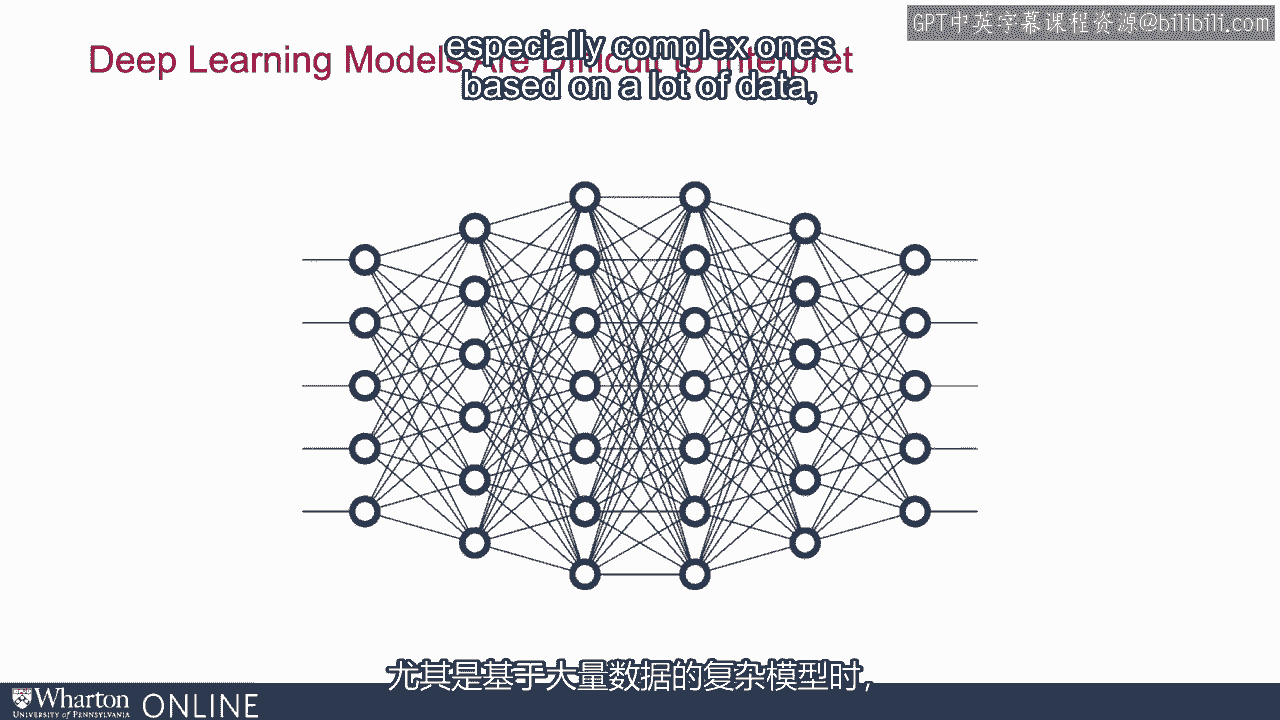 GPT中英字幕课程资源@bilibili.com
Deep Learning Models Are Difficult to Interpret
especially complex ones
based on a lot of data,
尤其是基于大量数据的复杂模型时,
Wharton ONLINE
UNIVERSITY of PENNSYLVANIA